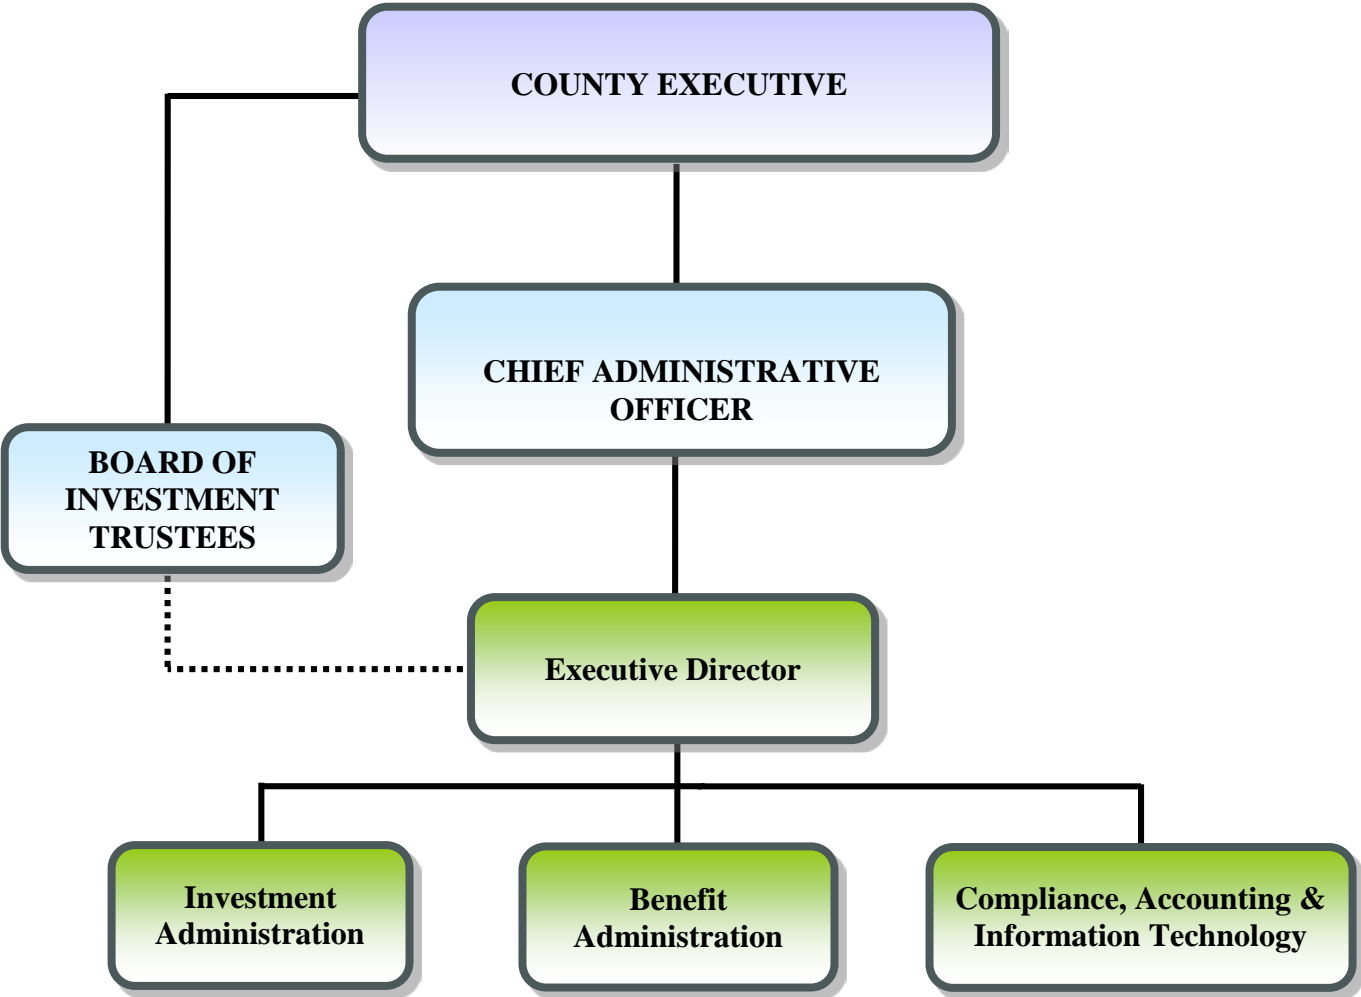 COUNTY EXECUTIVE
CHIEF ADMINISTRATIVE
OFFICER
BOARD OF
INVESTMENT
TRUSTEES
Executive Director
Investment
Administration
Benefit
Administration
Compliance, Accounting &
Information Technology